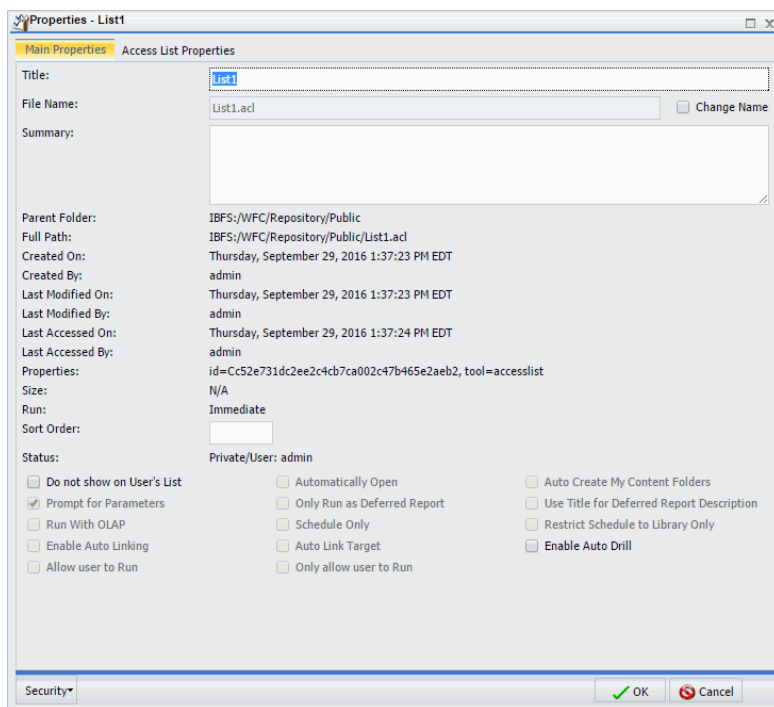 Properties - List1
Main Properties Access List Properties
Title: List1
File Name: List1.acl Change Name
Summary:
Parent Folder: IBFS:/WFC/Repository/Public
Full Path: IBFS:/WFC/Repository/Public/List1.acl
Created On: Thursday, September 29, 2016 1:37:23 PM EDT
Created By: admin
Last Modified On: Thursday, September 29, 2016 1:37:23 PM EDT
Last Modified By: admin
Last Accessed On: Thursday, September 29, 2016 1:37:24 PM EDT
Last Accessed By: admin
Properties: id=Cc52e731dc2ee2c4cb7ca002c47b465e2aeb2, tool=accesslist
Size: N/A
Run: Immediate
Sort Order:
Status: Private/User: admin
Do not show on User's List Automatically Open Auto Create My Content Folders
Prompt for Parameters Only Run as Deferred Report Use Title for Deferred Report Description
Run With OLAP Schedule Only Restrict Schedule to Library Only
Enable Auto Linking Auto Link Target Enable Auto Drill
Allow user to Run Only allow user to Run
Security OK Cancel